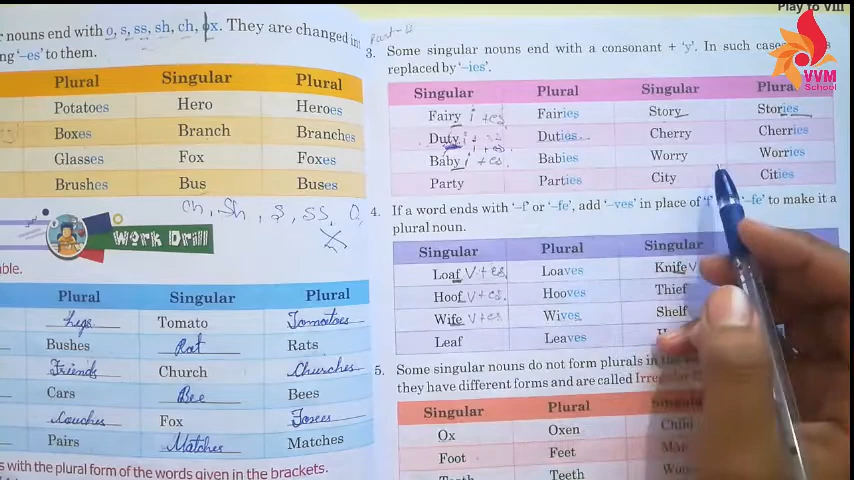 Play to VIII
r nouns end with o, s, ss, sh, ch, x. They are changed in
ng '-es' to them.
Plural Singular Plural
Potatoes Hero Heroes
Boxes Branch Branches
Glasses Fox Foxes
Brushes Bus Buses
ch, sh, s, ss, o,
x
Work Drill
able.
Plural Singular Plural
Legs Tomato Tomatoes
Bushes Rat Rats
Friends Church Churches
Cars Bee Bees
Couches Fox Foxes
Pairs Matches Matches
s with the plural form of the words given in the brackets.
Part-II
3. Some singular nouns end with a consonant + 'y'. In such cases
replaced by '-ies'.
Singular Plural Singular Plural
Fairy i + es Fairies Story Stories
Duty i + es Duties Cherry Cherries
Baby i + es Babies Worry Worries
Party Parties City Cities
4. If a word ends with '-f' or '-fe', add '-ves' in place of 'f' '-fe' to make it a
plural noun.
Singular Plural Singular
Loaf v + es Loaves Knife v
Hoof v + es Hooves Thief
Wife v + es Wives Shelf
Leaf Leaves
5. Some singular nouns do not form plurals in the
they have different forms and are called Irregular
Singular Plural Singular
Ox Oxen Child
Foot Feet Man
Tooth Teeth
VVM
School